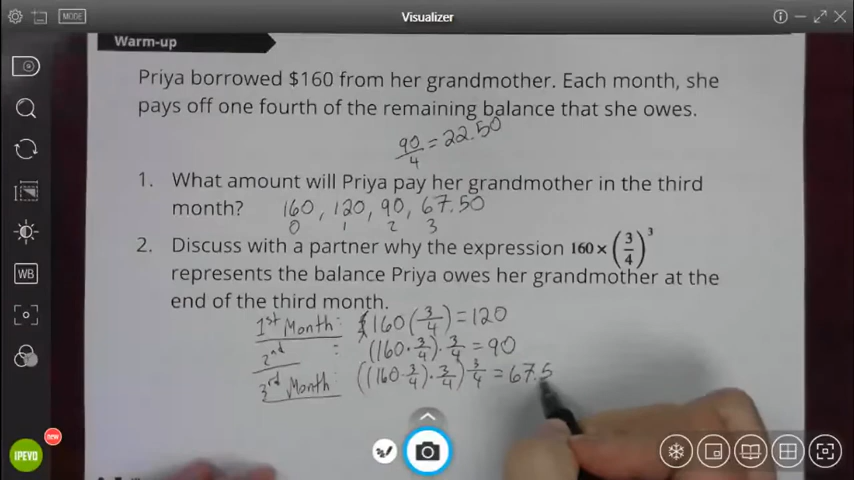 MODE
Visualizer
Warm-up
Priya borrowed $160 from her grandmother. Each month, she
pays off one fourth of the remaining balance that she owes.
90/4 = 22.50
1. What amount will Priya pay her grandmother in the third
month? 160, 120, 90, 67.50
0 1 2 3
2. Discuss with a partner why the expression 160 × (3/4)³
represents the balance Priya owes her grandmother at the
end of the third month.
1st Month: 160(3/4) = 120
2nd : (160·3/4)·3/4 = 90
3rd Month: ((160·3/4)·3/4)3/4 = 67.5
WB
new
IPEVO